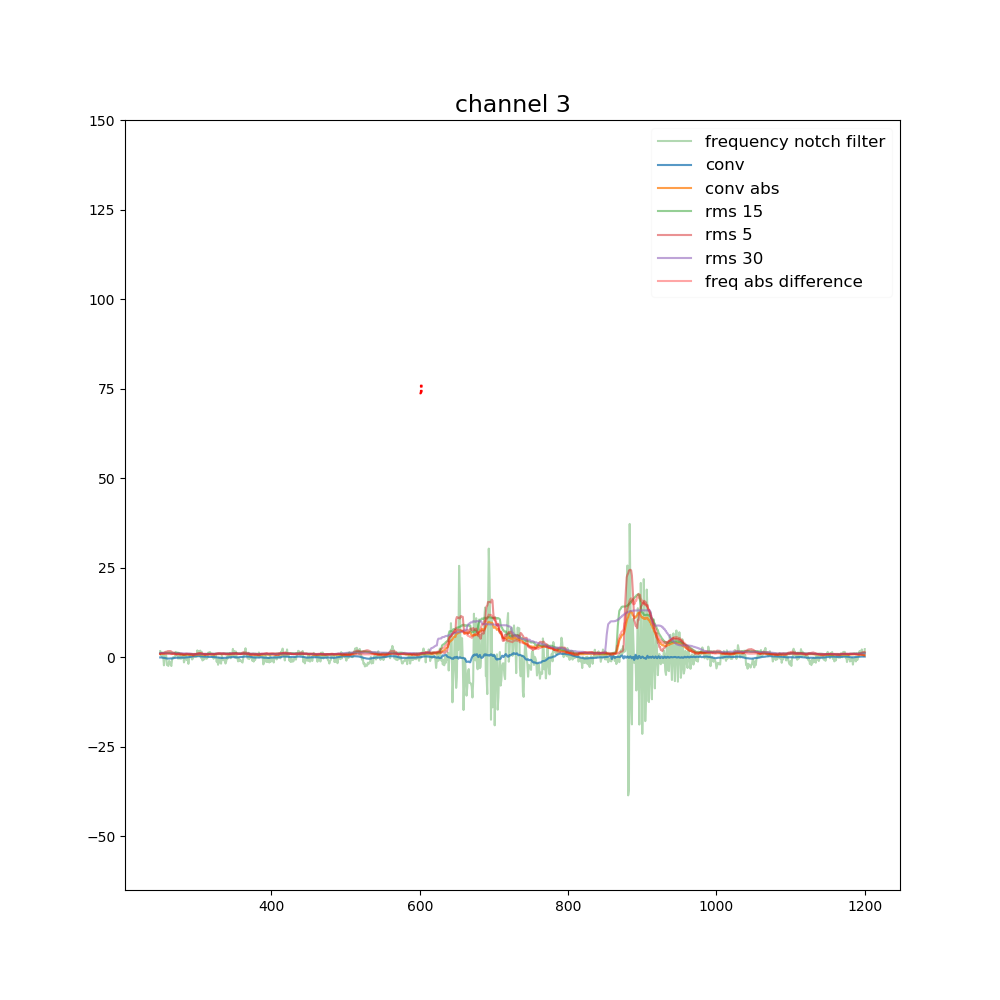 channel 3
150
125
100
75
50
25
0
−25
−50
400
600
800
1000
1200
frequency notch filter
conv
conv abs
rms 15
rms 5
rms 30
freq abs difference
;